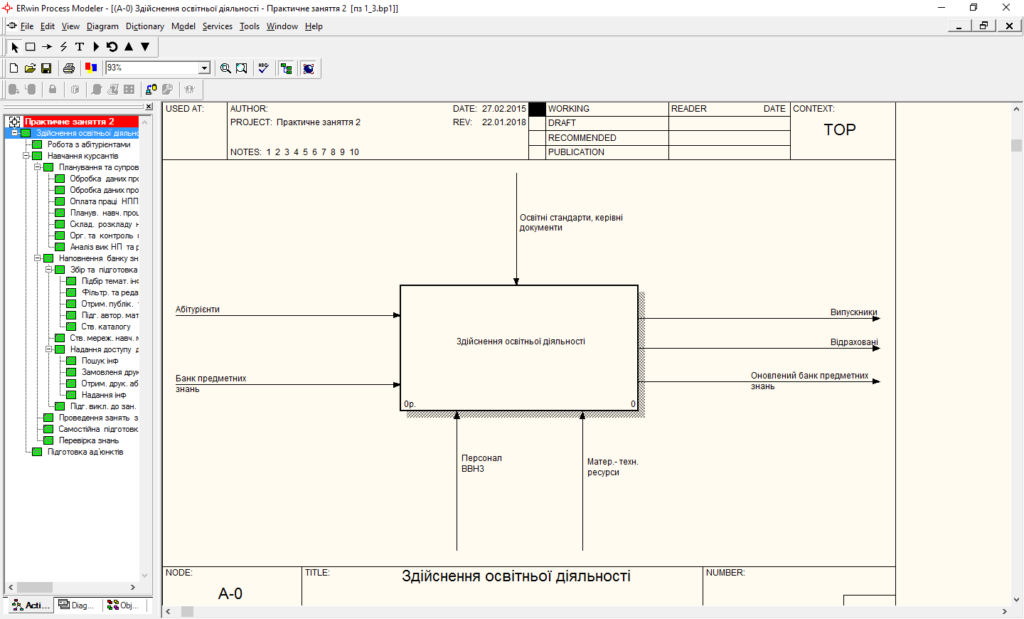 ERwin Process Modeler - [(A-0) Здійснення освітньої діяльності - Практичне заняття 2 [пз 1_3.bp1]]
File Edit View Diagram Dictionary Model Services Tools Window Help
93%
Практичне заняття 2
Здійснення освітньої діяльно
Робота з абітурієнтами
Навчання курсантів
Планування та супров
Обробка даних про
Обробка даних про
Оплата праці НПП
Планув. навч. проц
Склад. розкладу н
Орг. та контроль
Аналіз вик НП та р
Наповнення банку зн
Збір та підготовка
Підбір темат. інф
Фільтр. та реда
Отрим. публік.
Підг. автор. мат
Ств. каталогу
Ств. мереж. навч. м
Надання доступу д
Пошук інф
Замовленя друк
Отрим. друк. аб
Надання інф
Підг. викл. до зан.
Проведення занять з
Самостійна підготовк
Перевірка знань
Підготовка ад'юнктів
Acti... Diag... Obj...
USED AT: AUTHOR: DATE: 27.02.2015 WORKING READER DATE CONTEXT:
PROJECT: Практичне заняття 2 REV: 22.01.2018 DRAFT
TOP
RECOMMENDED
NOTES: 1 2 3 4 5 6 7 8 9 10 PUBLICATION
Освітні стандарти, керівні
документи
Абітурієнти
Випускники
Здійснення освітньої діяльності
Відраховані
Банк предметних
знань
Оновлений банк предметних
знань
0р. 0
Персонал
ВВНЗ
Матер.- техн.
ресурси
NODE: TITLE: Здійснення освітньої діяльності NUMBER:
A-0